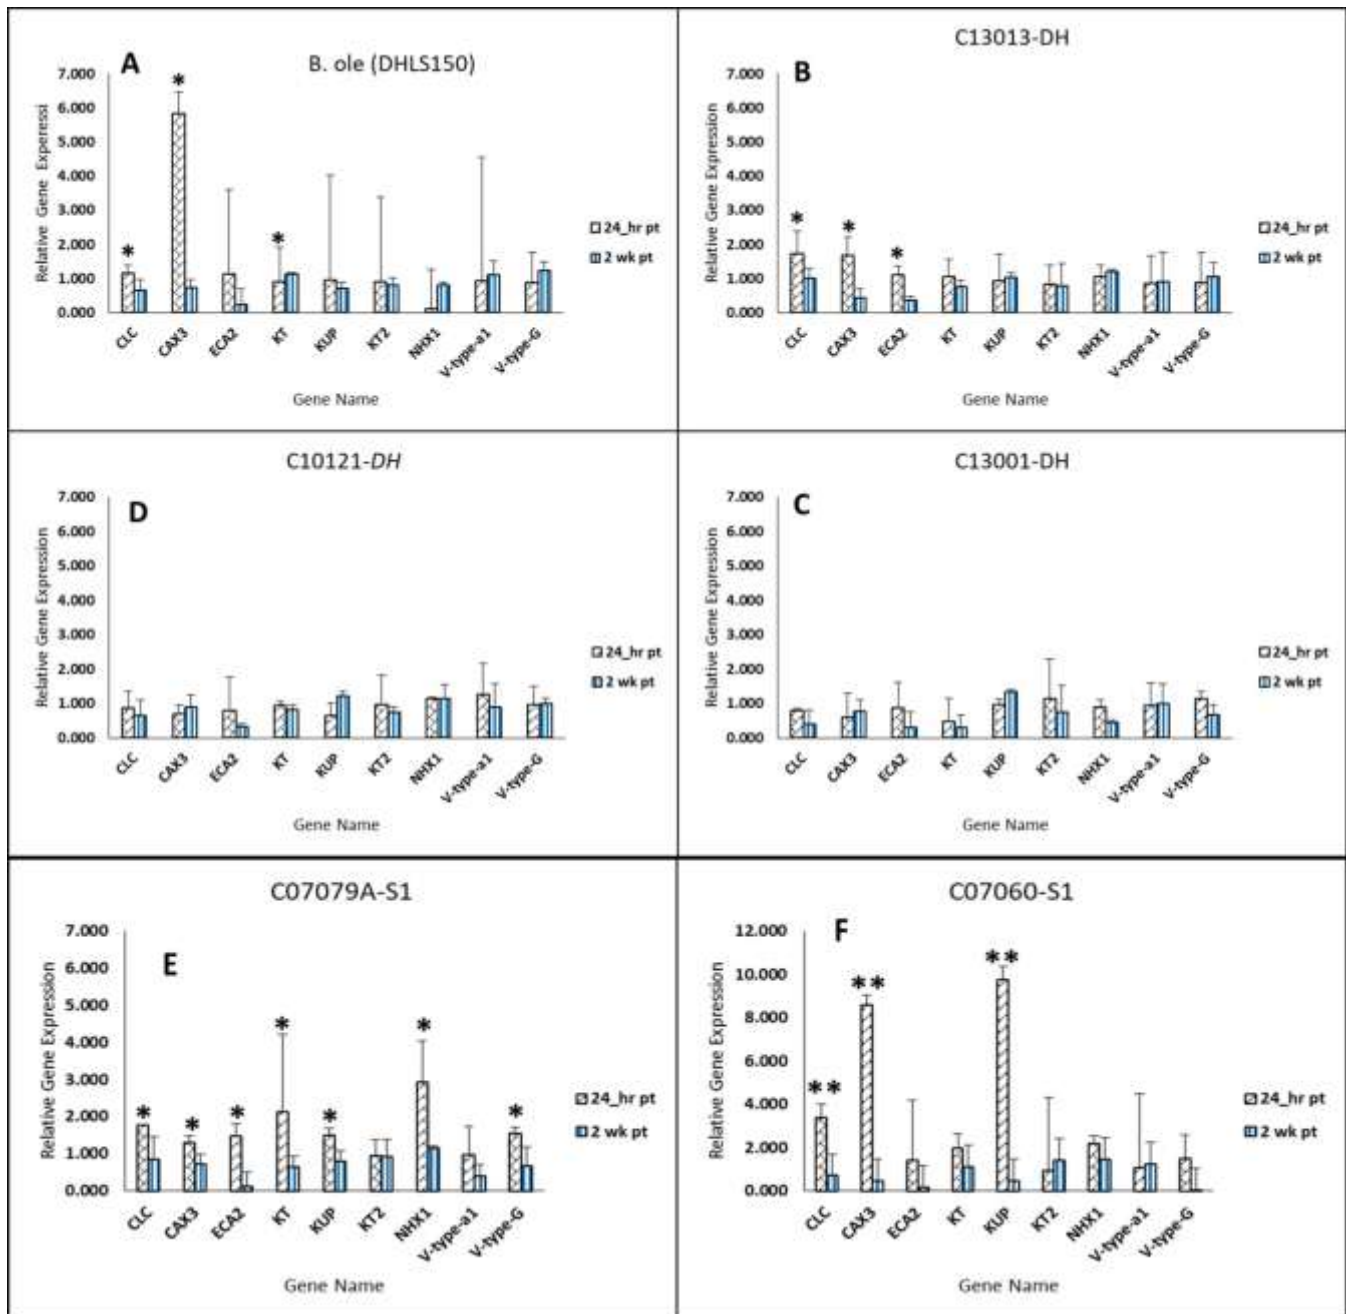 A
B. ole (DHLS150)
Relative Gene Experessi
7.000
6.000
5.000
4.000
3.000
2.000
1.000
0.000
*
*
*
CLC
CAX3
ECA2
KT
KUP
KT2
NHX1
V-type-a1
V-type-G
Gene Name
24_hr pt
2 wk pt
C13013-DH
B
Relative Gene Expression
7.000
6.000
5.000
4.000
3.000
2.000
1.000
0.000
*
*
*
CLC
CAX3
ECA2
KT
KUP
KT2
NHX1
V-type-a1
V-type-G
Gene Name
24_hr pt
2 wk pt
C10121-DH
D
Relative Gene Expression
7.000
6.000
5.000
4.000
3.000
2.000
1.000
0.000
CLC
CAX3
ECA2
KT
KUP
KT2
NHX1
V-type-a1
V-type-G
Gene Name
24_hr pt
2 wk pt
C13001-DH
C
Relative Gene Expression
7.000
6.000
5.000
4.000
3.000
2.000
1.000
0.000
CLC
CAX3
ECA2
KT
KUP
KT2
NHX1
V-type-a1
V-type-G
Gene Name
24_hr pt
2 wk pt
C07079A-S1
E
Relative Gene Expression
7.000
6.000
5.000
4.000
3.000
2.000
1.000
0.000
*
*
*
*
*
*
*
CLC
CAX3
ECA2
KT
KUP
KT2
NHX1
V-type-a1
V-type-G
Gene Name
24_hr pt
2 wk pt
C07060-S1
F
Relative Gene Expression
12.000
10.000
8.000
6.000
4.000
2.000
0.000
**
**
**
CLC
CAX3
ECA2
KT
KUP
KT2
NHX1
V-type-a1
V-type-G
Gene Name
24_hr pt
2 wk pt